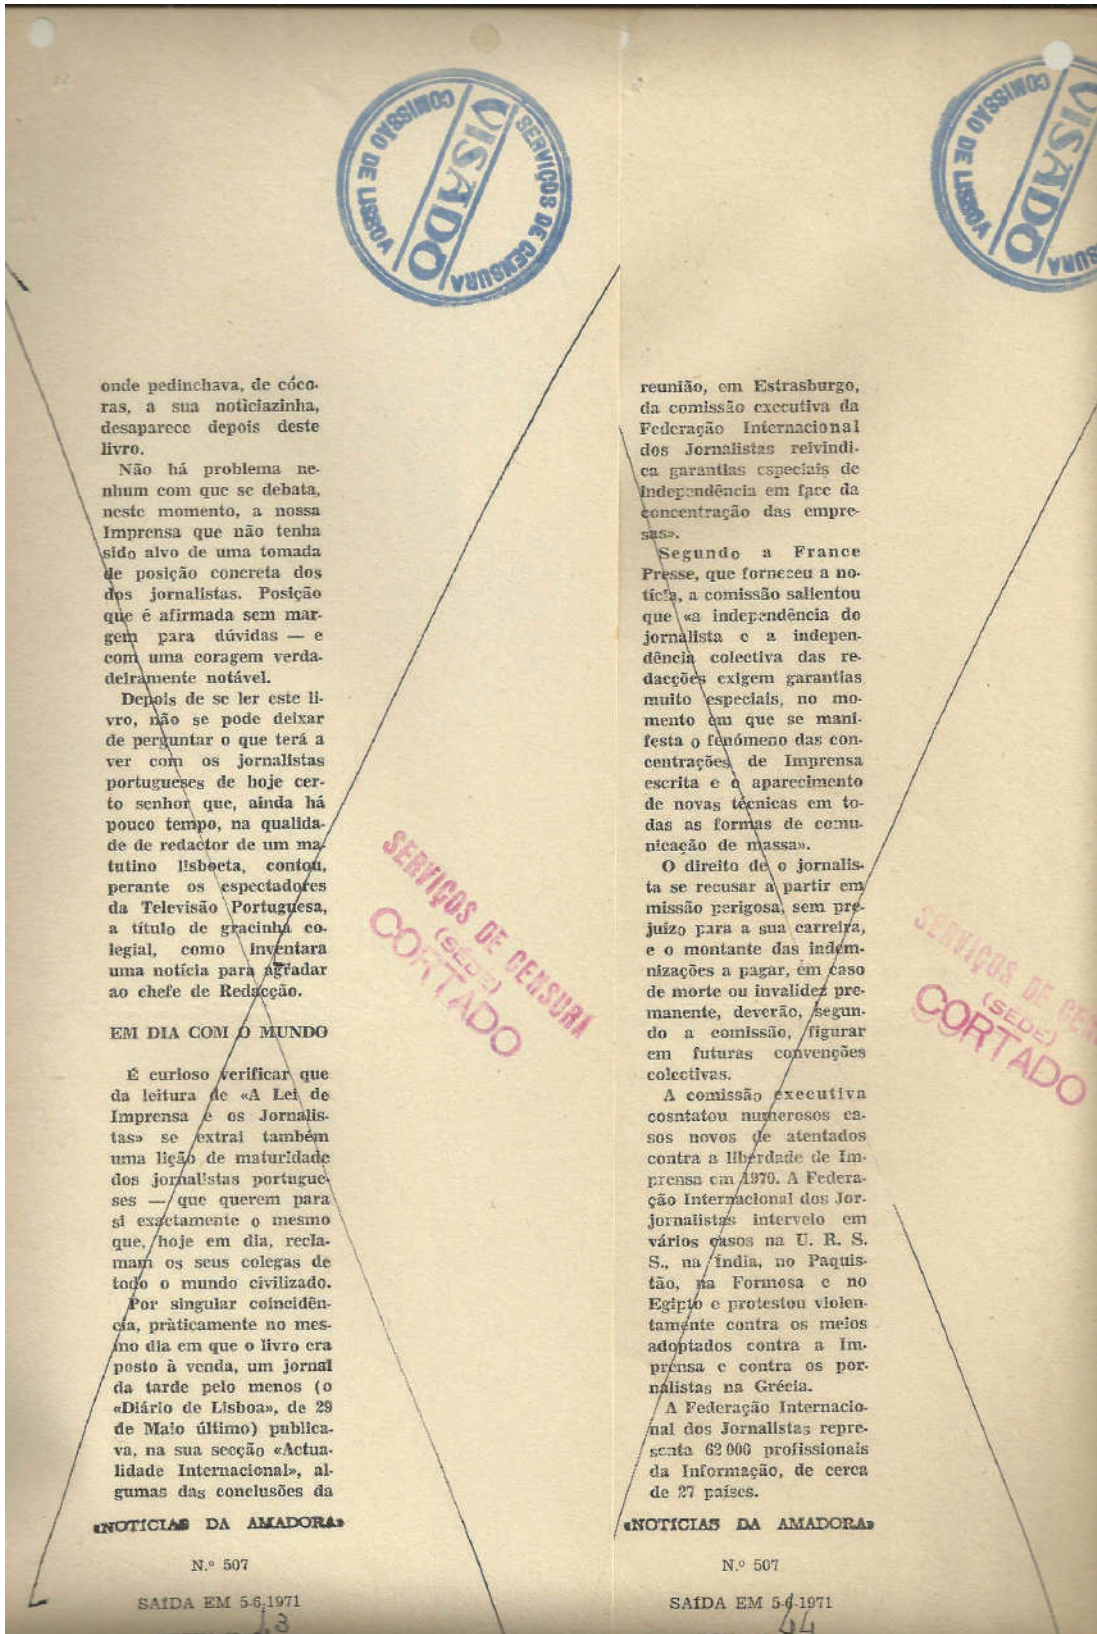 SERVIÇOS DE CENSURA
VISADO
COMISSÃO DE LISBOA
onde pedinchava, de cóco-
ras, a sua noticiazinha,
desaparece depois deste
livro.
Não há problema ne-
nhum com que se debata,
neste momento, a nossa
Imprensa que não tenha
sido alvo de uma tomada
de posição concreta dos
dos jornalistas. Posição
que é afirmada sem mar-
gem para dúvidas — e
com uma coragem verda-
deiramente notável.
Depois de se ler este li-
vro, não se pode deixar
de perguntar o que terá a
ver com os jornalistas
portugueses de hoje cer-
to senhor que, ainda há
pouco tempo, na qualida-
de de redactor de um ma-
tutino lisboeta, contou,
perante os espectadores
da Televisão Portuguesa,
a título de gracinha co-
legial, como inventara
uma notícia para agradar
ao chefe de Redacção.
EM DIA COM O MUNDO
É curioso verificar que
da leitura de «A Lei de
Imprensa e os Jornalis-
tas» se extrai também
uma lição de maturidade
dos jornalistas portugue-
ses — que querem para
si exactamente o mesmo
que, hoje em dia, recla-
mam os seus colegas de
todo o mundo civilizado.
Por singular coincidên-
cia, pràticamente no mes-
mo dia em que o livro era
posto à venda, um jornal
da tarde pelo menos (o
«Diário de Lisboa», de 29
de Maio último) publica-
va, na sua secção «Actua-
lidade Internacional», al-
gumas das conclusões da
SERVIÇOS DE CENSURA
(SEDE)
CORTADO
«NOTÍCIAS DA AMADORA»
N.º 507
SAÍDA EM 5-6-1971
43
COMISSÃO DE LISBOA
VISADO
SURA
reunião, em Estrasburgo,
da comissão executiva da
Federação Internacional
dos Jornalistas reivindi-
ca garantias especiais de
independência em face da
concentração das empre-
sas».
Segundo a France
Presse, que forneceu a no-
tícia, a comissão salientou
que «a independência do
jornalista e a indepen-
dência colectiva das re-
dacções exigem garantias
muito especiais, no mo-
mento em que se mani-
festa o fenómeno das con-
centrações de Imprensa
escrita e o aparecimento
de novas técnicas em to-
das as formas de comu-
nicação de massa».
O direito de o jornalis-
ta se recusar a partir em
missão perigosa, sem pre-
juízo para a sua carreira,
e o montante das indem-
nizações a pagar, em caso
de morte ou invalidez pre-
manente, deverão, segun-
do a comissão, figurar
em futuras convenções
colectivas.
A comissão executiva
cosntatou numerosos ca-
sos novos de atentados
contra a liberdade de Im-
prensa em 1970. A Federa-
ção Internacional dos Jor-
jornalistas interveio em
vários casos na U. R. S.
S., na Índia, no Paquis-
tão, na Formosa e no
Egipto e protestou violen-
tamente contra os meios
adoptados contra a Im-
prensa e contra os por-
nalistas na Grécia.
A Federação Internacio-
nal dos Jornalistas repre-
senta 62 000 profissionais
da Informação, de cerca
de 27 países.
SERVIÇOS DE CEN
(SEDE)
CORTADO
«NOTÍCIAS DA AMADORA»
N.º 507
SAÍDA EM 5-6-1971
44